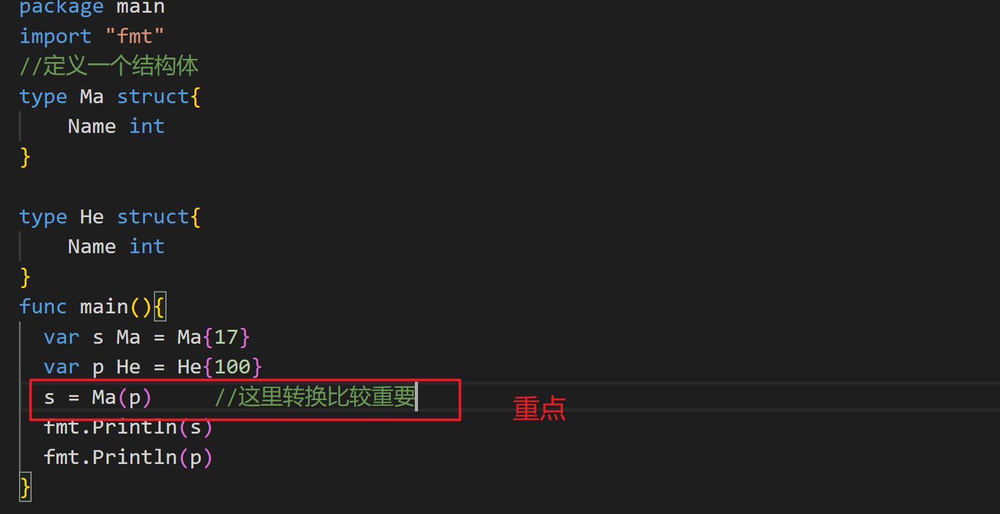 package main
import "fmt"
//定义一个结构体
type Ma struct{
    Name int
}
type He struct{
    Name int
}
func main(){
  var s Ma = Ma{17}
  var p He = He{100}
  s = Ma(p)     //这里转换比较重要
重点
  fmt.Println(s)
  fmt.Println(p)
}